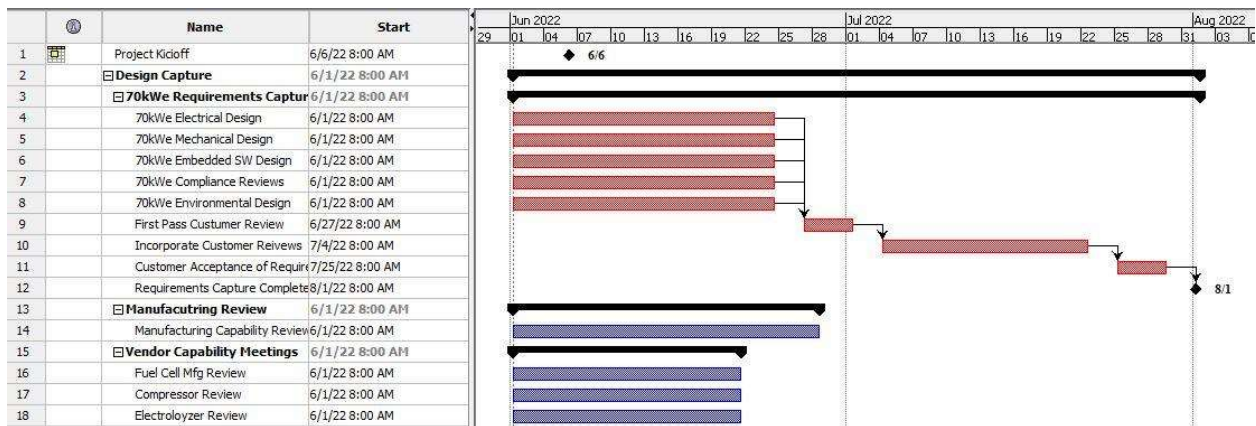 Name Start Jun 2022 Jul 2022 Aug 2022
29 01 04 07 10 13 16 19 22 25 28 01 04 07 10 13 16 19 22 25 28 31 03
1 Project Kicioff 6/6/22 8:00 AM 6/6
2 Design Capture 6/1/22 8:00 AM
3 70kWe Requirements Captur 6/1/22 8:00 AM
4 70kWe Electrical Design 6/1/22 8:00 AM
5 70kWe Mechanical Design 6/1/22 8:00 AM
6 70kWe Embedded SW Design 6/1/22 8:00 AM
7 70kWe Compliance Reviews 6/1/22 8:00 AM
8 70kWe Environmental Design 6/1/22 8:00 AM
9 First Pass Custumer Review 6/27/22 8:00 AM
10 Incorporate Customer Reivews 7/4/22 8:00 AM
11 Customer Acceptance of Require 7/25/22 8:00 AM
12 Requirements Capture Complete 8/1/22 8:00 AM 8/1
13 Manufacutring Review 6/1/22 8:00 AM
14 Manufacturing Capability Review 6/1/22 8:00 AM
15 Vendor Capability Meetings 6/1/22 8:00 AM
16 Fuel Cell Mfg Review 6/1/22 8:00 AM
17 Compressor Review 6/1/22 8:00 AM
18 Electroloyzer Review 6/1/22 8:00 AM